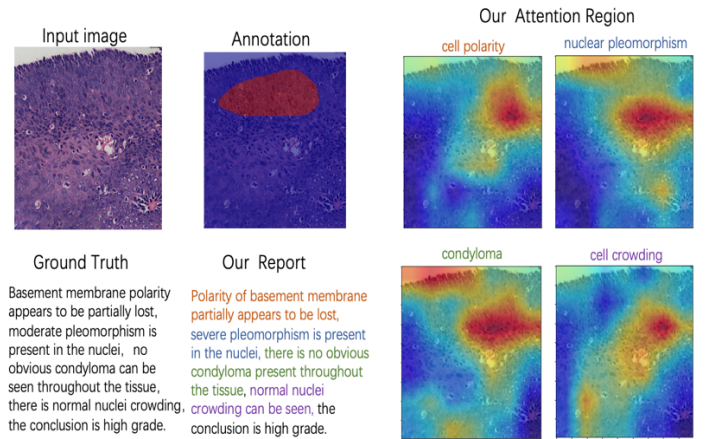 Input image
Annotation
Our Attention Region
cell polarity
nuclear pleomorphism
condyloma
cell crowding
Ground Truth
Basement membrane polarity
appears to be partially lost,
moderate pleomorphism is
present in the nuclei, no
obvious condyloma can be
seen throughout the tissue,
there is normal nuclei crowding,
the conclusion is high grade.
Our Report
Polarity of basement membrane
partially appears to be lost,
severe pleomorphism is present
in the nuclei, there is no obvious
condyloma present throughout
the tissue, normal nuclei
crowding can be seen, the
conclusion is high grade.